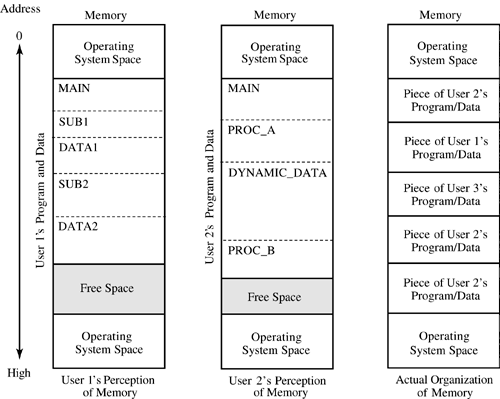 Address
0
High
Memory
User 1's Program and Data
Operating
System Space
MAIN
SUB1
DATA1
SUB2
DATA2
Free Space
Operating
System Space
User 1's Perception
of Memory
Memory
User 2's Program and Data
Operating
System Space
MAIN
PROC_A
DYNAMIC_DATA
PROC_B
Free Space
Operating
System Space
User 2's Perception
of Memory
Memory
Operating
System Space
Piece of User 2's
Program/Data
Piece of User 1's
Program/Data
Piece of User 3's
Program/Data
Piece of User 2's
Program/Data
Piece of User 2's
Program/Data
Operating
System Space
Actual Organization
of Memory